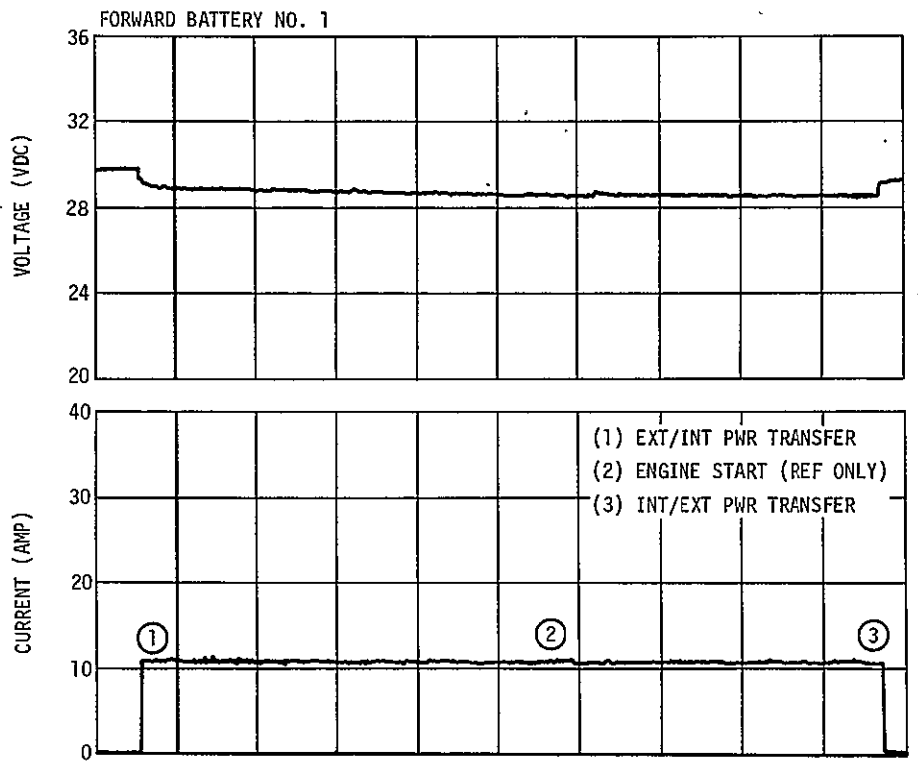 FORWARD BATTERY NO. 1
36
32
28
24
20
VOLTAGE (VDC)
40
30
20
10
0
CURRENT (AMP)
(1) EXT/INT PWR TRANSFER
(2) ENGINE START (REF ONLY)
(3) INT/EXT PWR TRANSFER
1
2
3